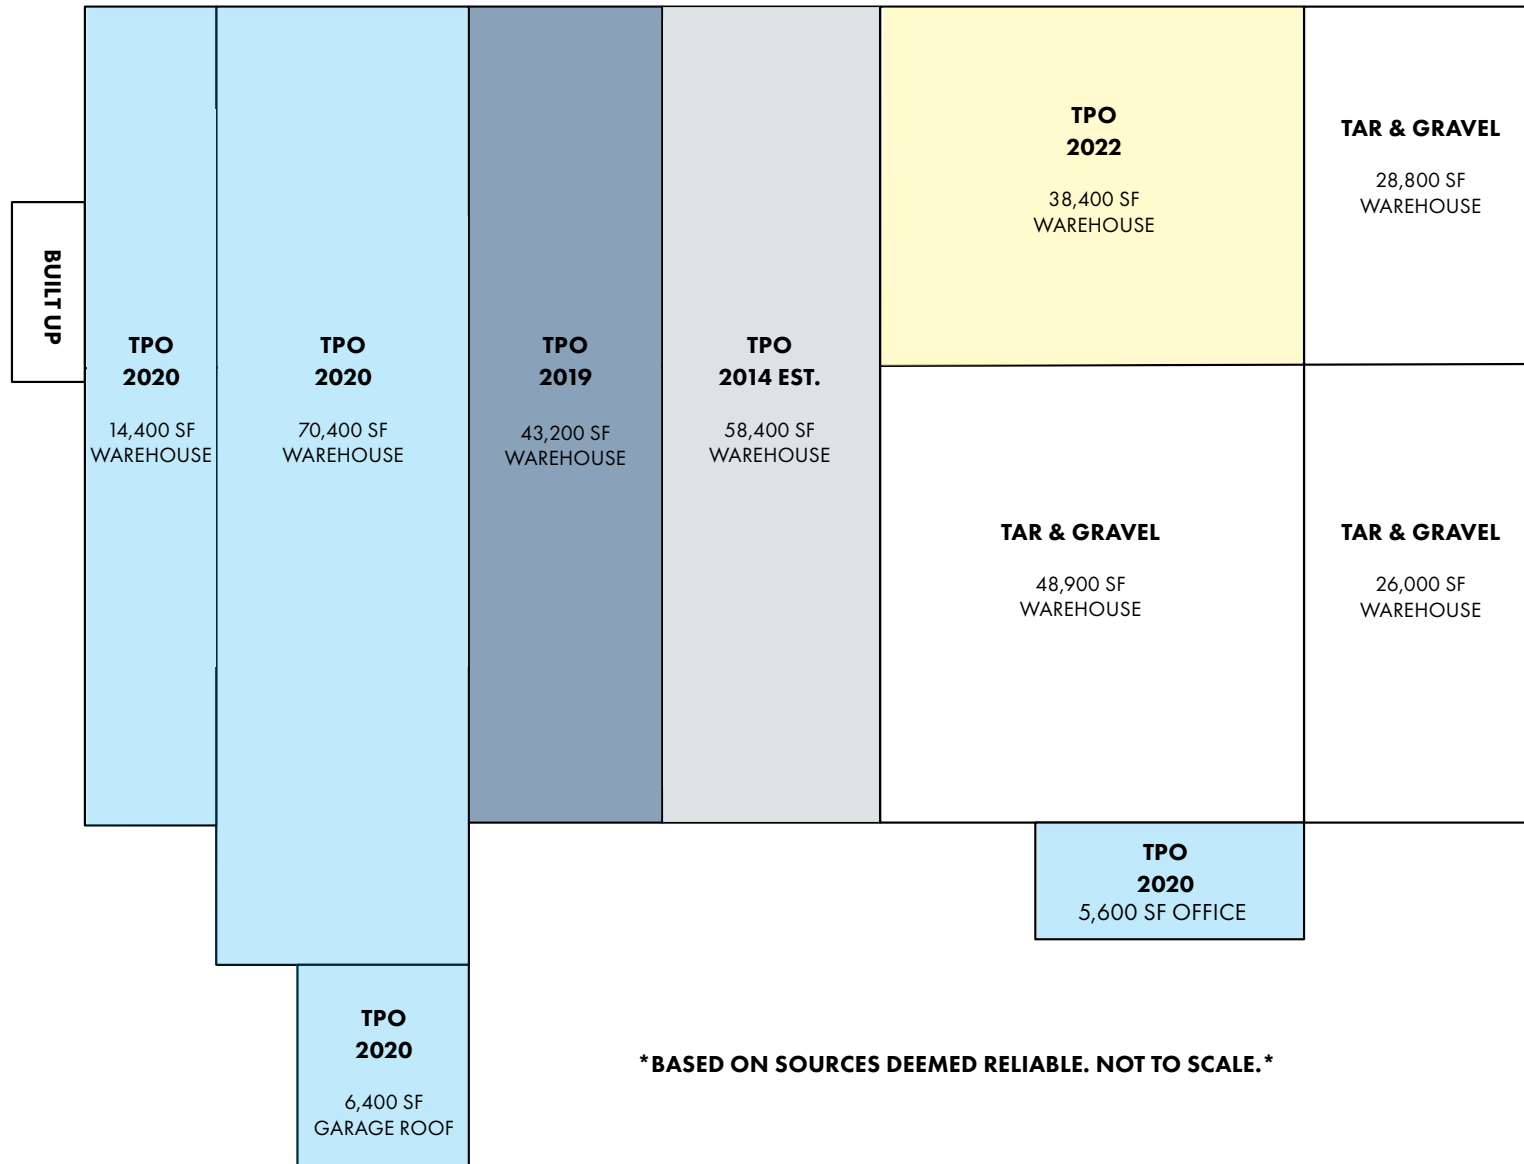 BUILT UP
TPO
2020
14,400 SF
WAREHOUSE
TPO
2020
70,400 SF
WAREHOUSE
TPO
2019
43,200 SF
WAREHOUSE
TPO
2014 EST.
58,400 SF
WAREHOUSE
TPO
2022
38,400 SF
WAREHOUSE
TAR & GRAVEL
28,800 SF
WAREHOUSE
TAR & GRAVEL
48,900 SF
WAREHOUSE
TAR & GRAVEL
26,000 SF
WAREHOUSE
TPO
2020
5,600 SF OFFICE
TPO
2020
6,400 SF
GARAGE ROOF
*BASED ON SOURCES DEEMED RELIABLE. NOT TO SCALE.*